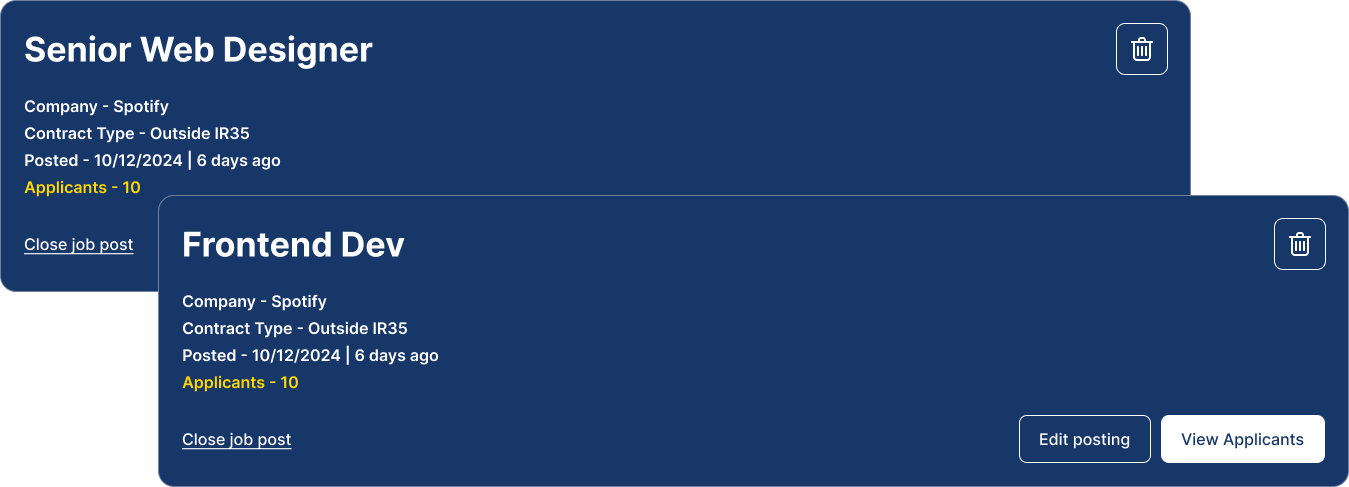 Senior Web Designer
Company - Spotify
Contract Type - Outside IR35
Posted - 10/12/2024 | 6 days ago
Applicants - 10
Close job post
Frontend Dev
Company - Spotify
Contract Type - Outside IR35
Posted - 10/12/2024 | 6 days ago
Applicants - 10
Close job post
Edit posting
View Applicants